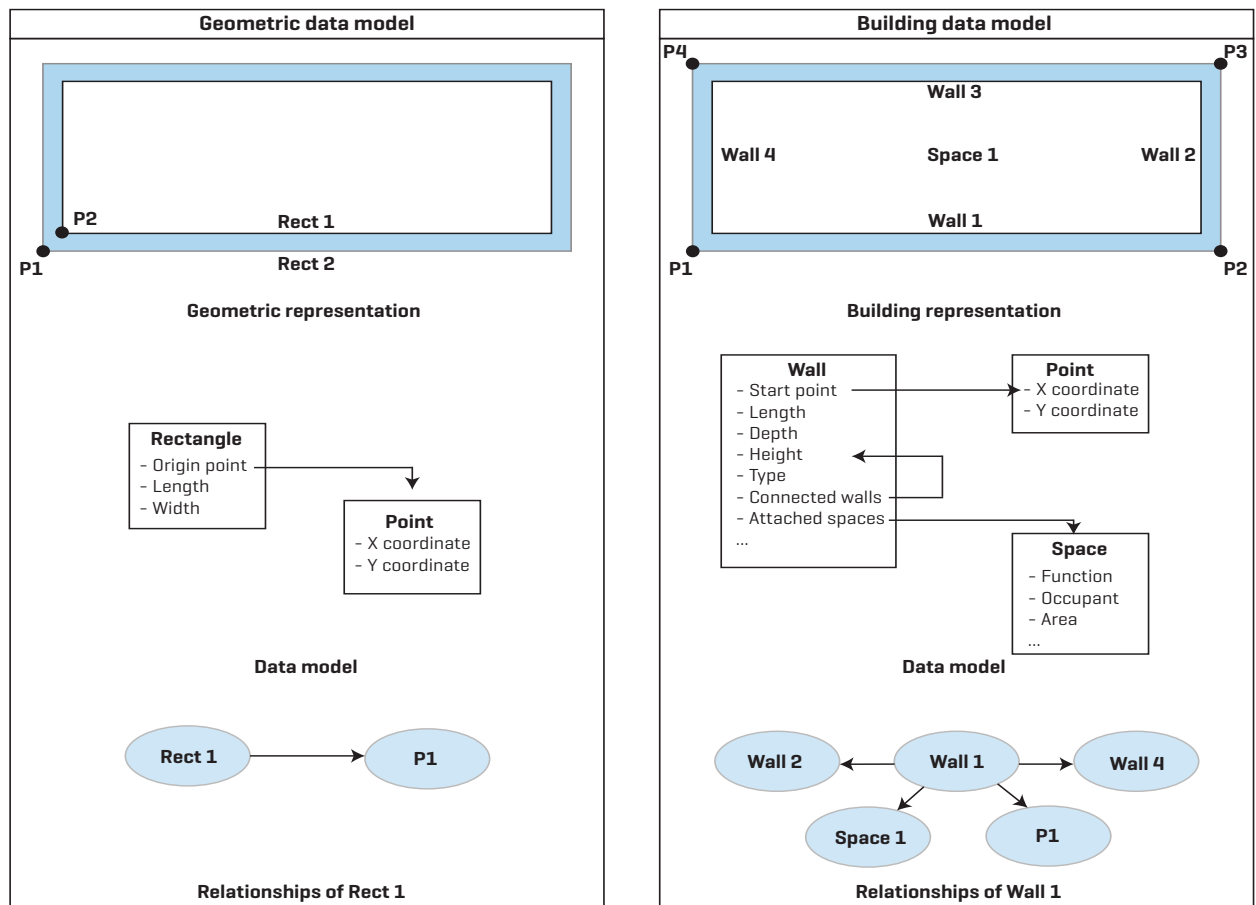 Geometric data model
P2
Rect 1
P1
Rect 2
Geometric representation
Rectangle
- Origin point
- Length
- Width
Point
- X coordinate
- Y coordinate
Data model
Rect 1
P1
Relationships of Rect 1
Building data model
P4
P3
Wall 3
Wall 4
Space 1
Wall 2
Wall 1
P1
P2
Building representation
Wall
- Start point
- Length
- Depth
- Height
- Type
- Connected walls
- Attached spaces
...
Point
- X coordinate
- Y coordinate
Space
- Function
- Occupant
- Area
...
Data model
Wall 2
Wall 1
Wall 4
Space 1
P1
Relationships of Wall 1